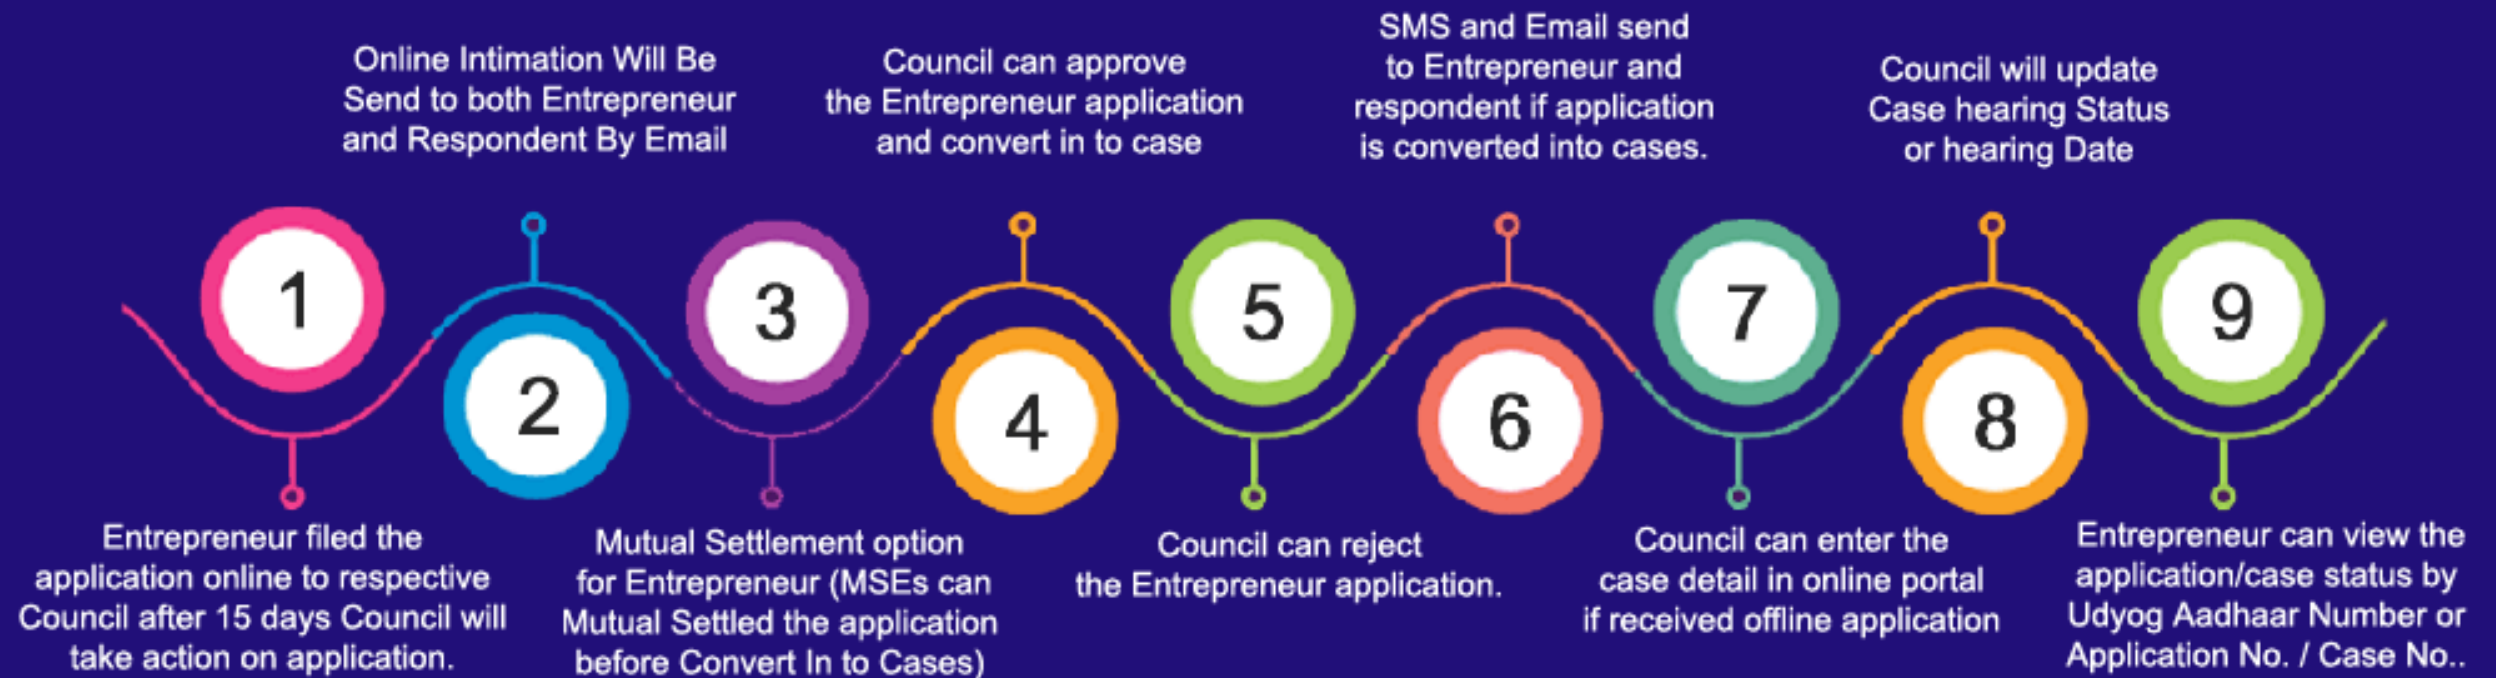 1
Entrepreneur filed the
application online to respective
Council after 15 days Council will
take action on application.
Online Intimation Will Be
Send to both Entrepreneur
and Respondent By Email
2
3
Mutual Settlement option
for Entrepreneur (MSEs can
Mutual Settled the application
before Convert In to Cases)
Council can approve
the Entrepreneur application
and convert in to case
4
5
Council can reject
the Entrepreneur application.
SMS and Email send
to Entrepreneur and
respondent if application
is converted into cases.
6
7
Council can enter the
case detail in online portal
if received offline application
Council will update
Case hearing Status
or hearing Date
8
9
Entrepreneur can view the
application/case status by
Udyog Aadhaar Number or
Application No. / Case No..